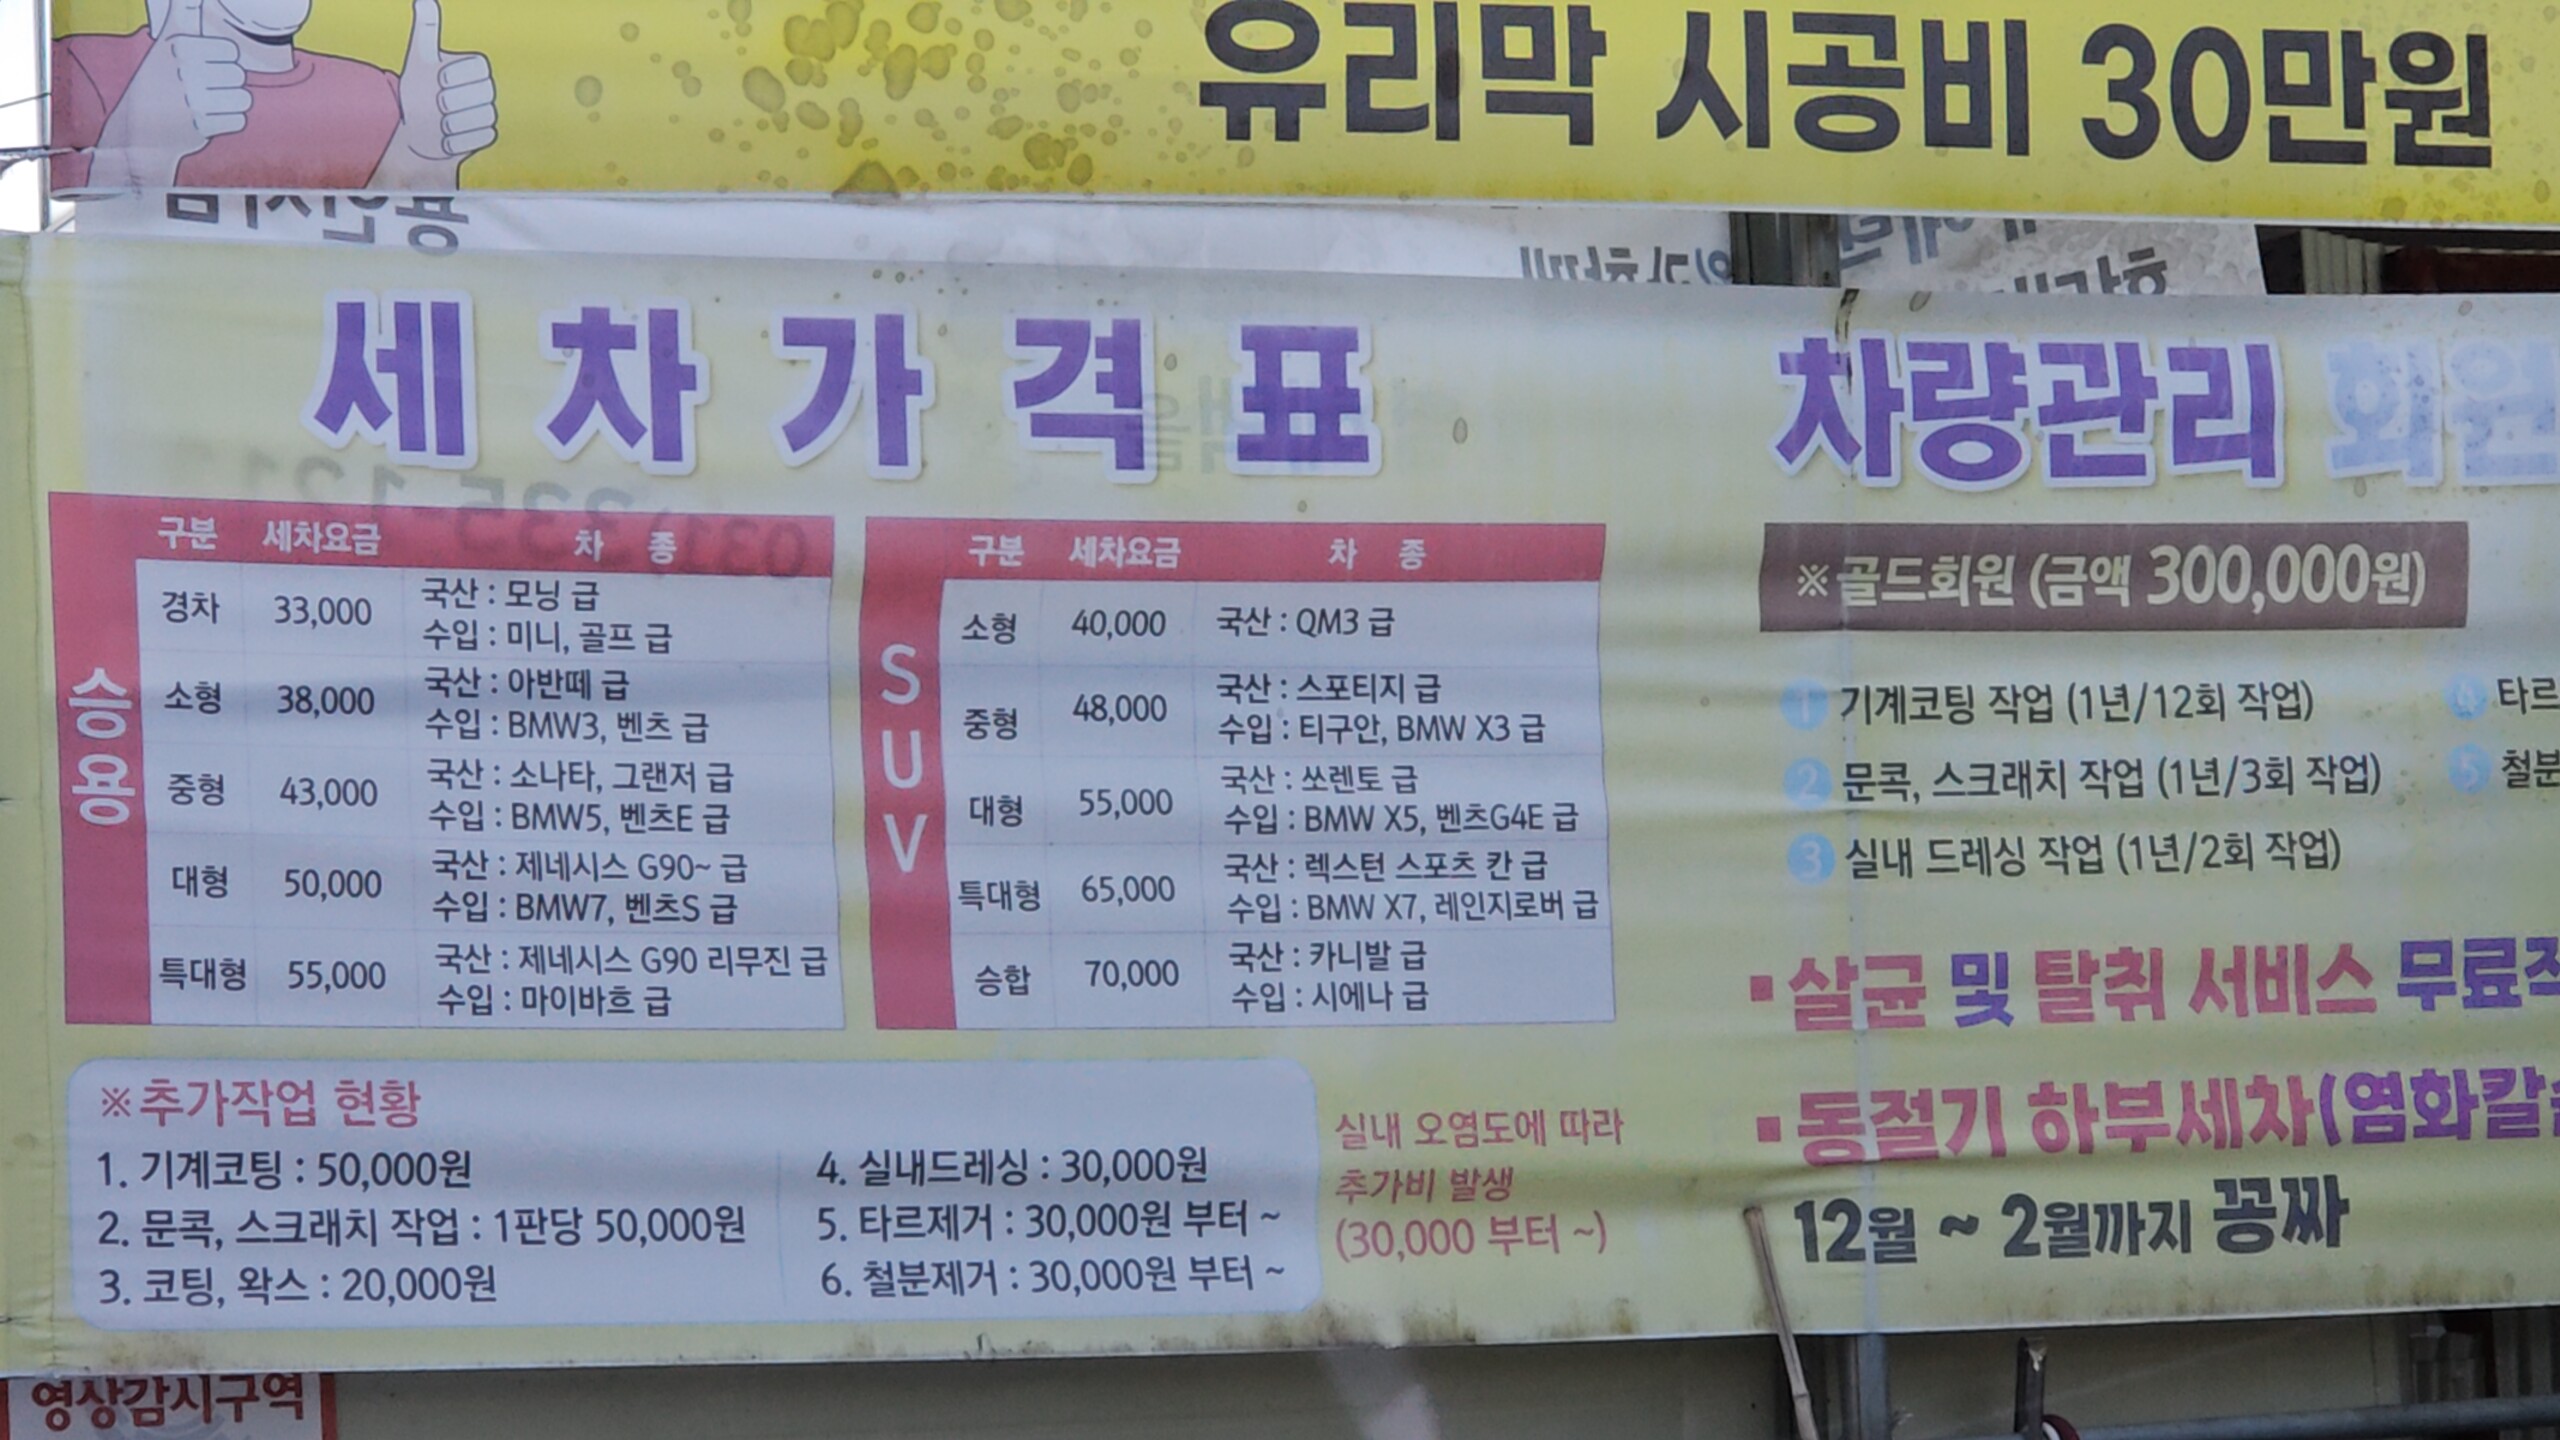 유리막 시공비 30만원
세차가격표
구분 세차요금 차 종
승용
경차 33,000 국산 : 모닝 급
수입 : 미니, 골프 급
소형 38,000 국산 : 아반떼 급
수입 : BMW3, 벤츠 급
중형 43,000 국산 : 소나타, 그랜저 급
수입 : BMW5, 벤츠E 급
대형 50,000 국산 : 제네시스 G90~ 급
수입 : BMW7, 벤츠S 급
특대형 55,000 국산 : 제네시스 G90 리무진 급
수입 : 마이바흐 급
구분 세차요금 차 종
SUV
소형 40,000 국산 : QM3 급
중형 48,000 국산 : 스포티지 급
수입 : 티구안, BMW X3 급
대형 55,000 국산 : 쏘렌토 급
수입 : BMW X5, 벤츠G4E 급
특대형 65,000 국산 : 렉스턴 스포츠 칸 급
수입 : BMW X7, 레인지로버 급
승합 70,000 국산 : 카니발 급
수입 : 시에나 급
※추가작업 현황
1. 기계코팅 : 50,000원
2. 문콕, 스크래치 작업 : 1판당 50,000원
3. 코팅, 왁스 : 20,000원
4. 실내드레싱 : 30,000원
5. 타르제거 : 30,000원 부터 ~
6. 철분제거 : 30,000원 부터 ~
실내 오염도에 따라
추가비 발생
(30,000 부터 ~)
차량관리 회원
※골드회원 (금액 300,000원)
1 기계코팅 작업 (1년/12회 작업)
2 문콕, 스크래치 작업 (1년/3회 작업)
3 실내 드레싱 작업 (1년/2회 작업)
4 타르
5 철분
▪살균 및 탈취 서비스 무료
▪동절기 하부세차(염화칼
12월 ~ 2월까지 꽁짜
영상감시구역